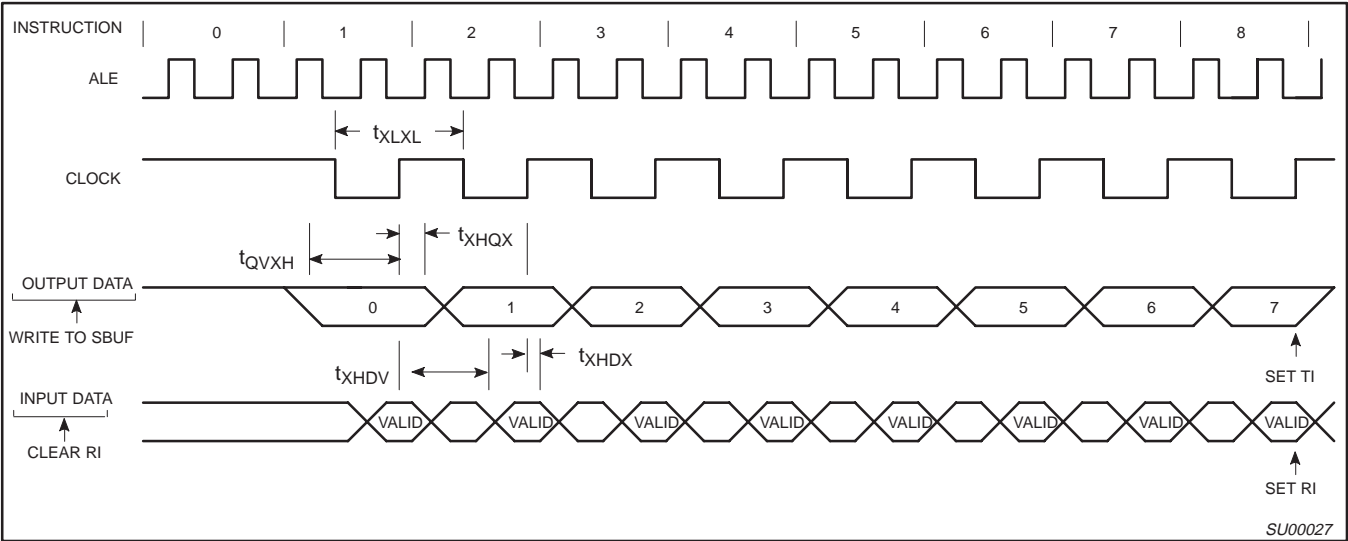 INSTRUCTION 0 1 2 3 4 5 6 7 8
ALE
tXLXL
CLOCK
tXHQX
tQVXH
OUTPUT DATA
0 1 2 3 4 5 6 7
WRITE TO SBUF
tXHDX
tXHDV
SET TI
INPUT DATA
VALID VALID VALID VALID VALID VALID VALID VALID
CLEAR RI
SET RI
SU00027